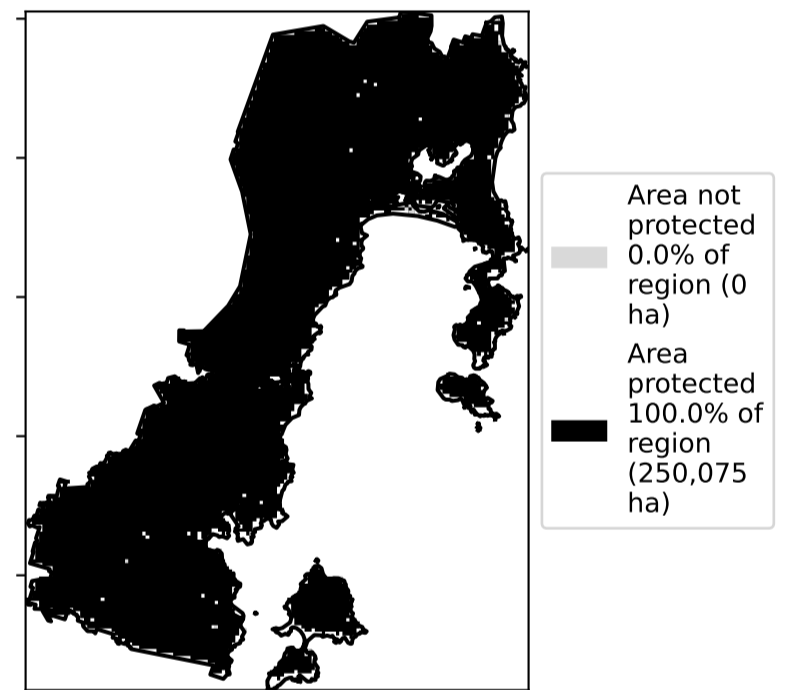 Area not
protected
0.0% of
region (0
ha)
Area
protected
100.0% of
region
(250,075
ha)